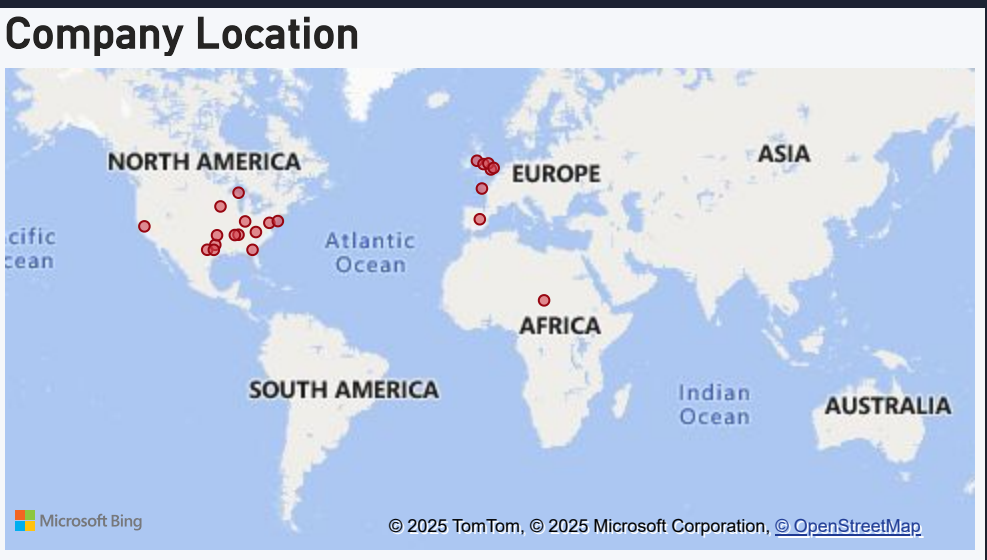 Company Location
NORTH AMERICA
EUROPE
ASIA
cific
cean
Atlantic
Ocean
AFRICA
SOUTH AMERICA
Indian
Ocean
AUSTRALIA
Microsoft Bing
© 2025 TomTom, © 2025 Microsoft Corporation, © OpenStreetMap